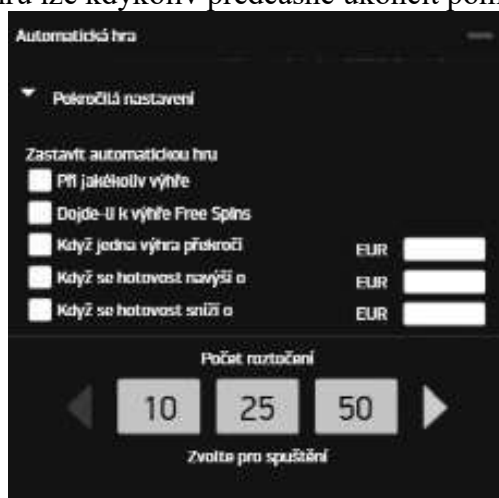 hru lze kdykoliv předčasně ukončit
Automatická hra
Pokročilá nastavení
Zastavit automatickou hru
Při jakékoliv výhře
Dojde-li k výhře Free Spins
Když jedna výhra překročí EUR
Když se hotovost navýší o EUR
Když se hotovost sníží o EUR
Počet roztočení
10 25 50
Zvolte pro spuštění